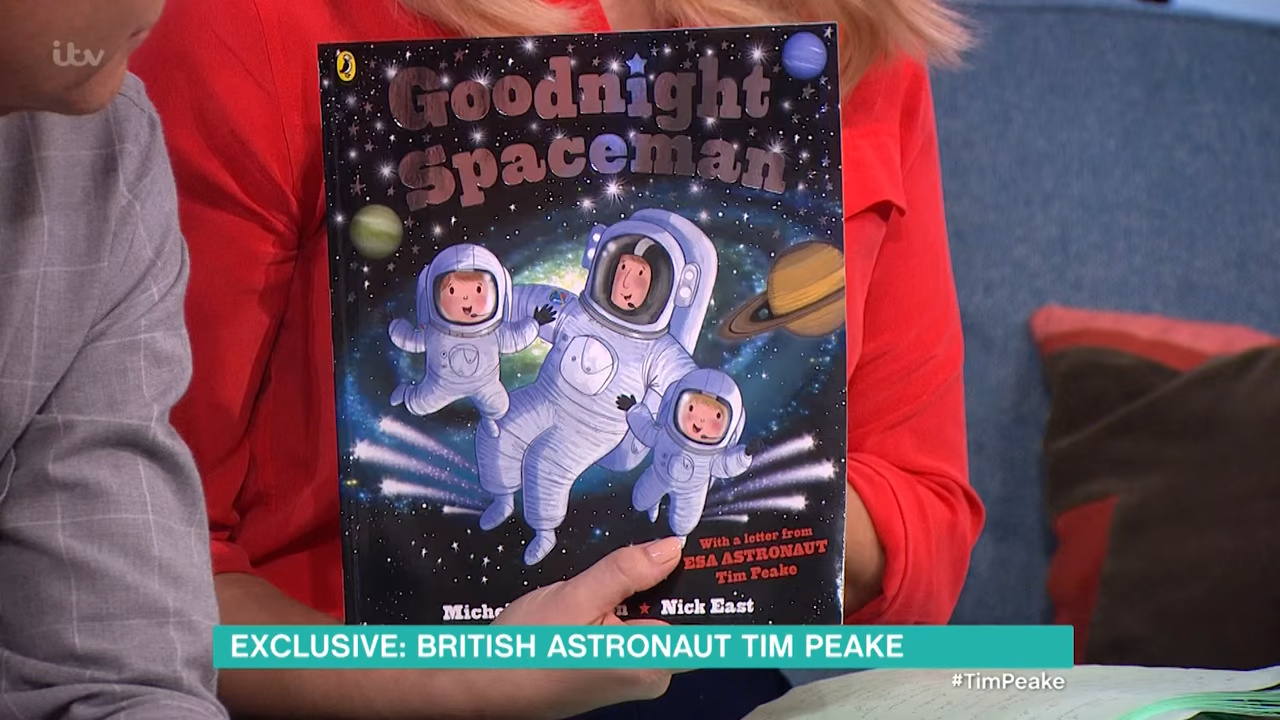 itv
Goodnight
Spaceman
With a letter from
ESA ASTRONAUT
Tim Peake
Nick East
EXCLUSIVE: BRITISH ASTRONAUT TIM PEAKE
#TimPeake